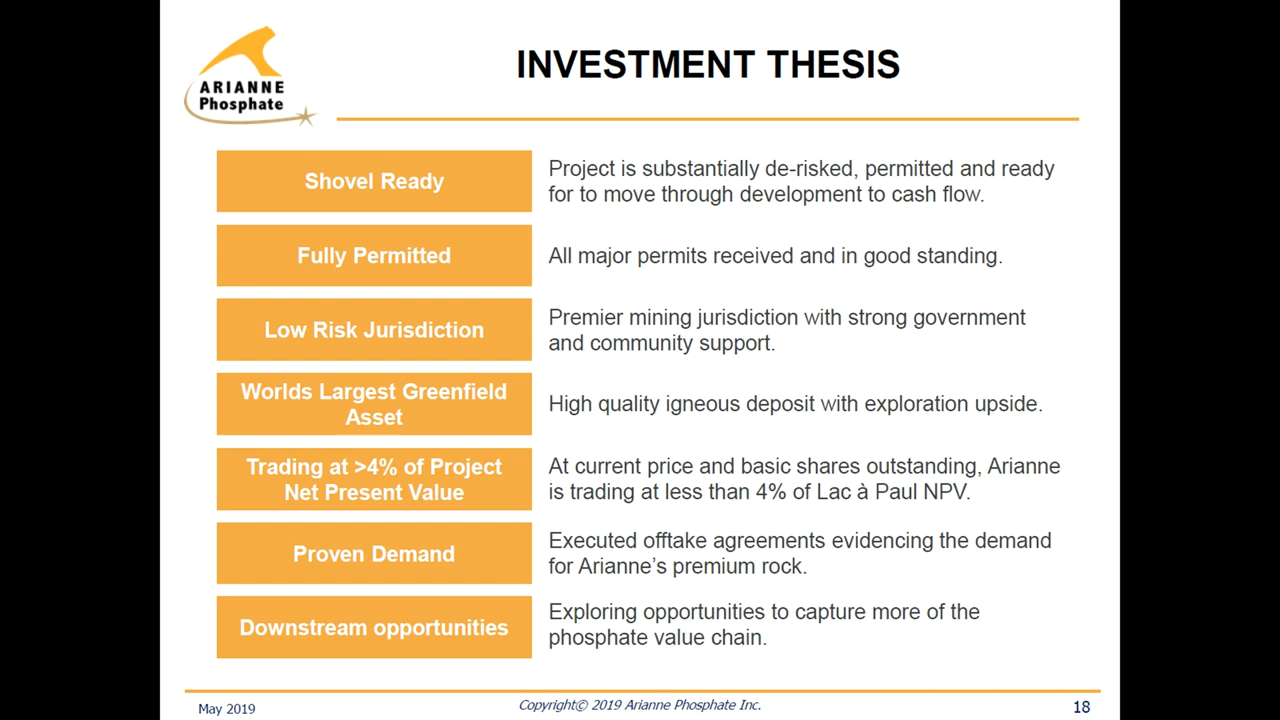 ARIANNE
Phosphate
INVESTMENT THESIS
Shovel Ready
Project is substantially de-risked, permitted and ready
for to move through development to cash flow.
Fully Permitted
All major permits received and in good standing.
Low Risk Jurisdiction
Premier mining jurisdiction with strong government
and community support.
Worlds Largest Greenfield
Asset
High quality igneous deposit with exploration upside.
Trading at >4% of Project
Net Present Value
At current price and basic shares outstanding, Arianne
is trading at less than 4% of Lac à Paul NPV.
Proven Demand
Executed offtake agreements evidencing the demand
for Arianne’s premium rock.
Downstream opportunities
Exploring opportunities to capture more of the
phosphate value chain.
May 2019
Copyright© 2019 Arianne Phosphate Inc.
18